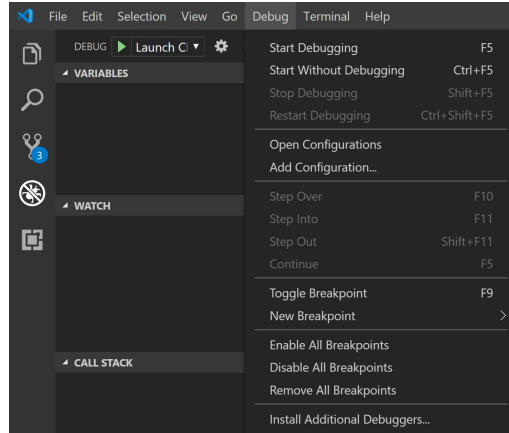 File Edit Selection View Go Debug Terminal Help
DEBUG Launch Cl
VARIABLES
3
WATCH
CALL STACK
Start Debugging F5
Start Without Debugging Ctrl+F5
Stop Debugging Shift+F5
Restart Debugging Ctrl+Shift+F5
Open Configurations
Add Configuration...
Step Over F10
Step Into F11
Step Out Shift+F11
Continue F5
Toggle Breakpoint F9
New Breakpoint
Enable All Breakpoints
Disable All Breakpoints
Remove All Breakpoints
Install Additional Debuggers...